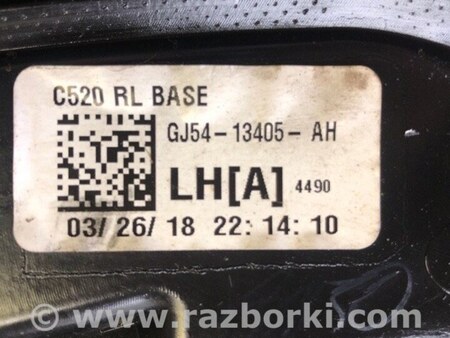 C520 RL BASE
GJ54-13405-AH
LH[A] 4490
03/26/18 22:14:10
www.razborki.com